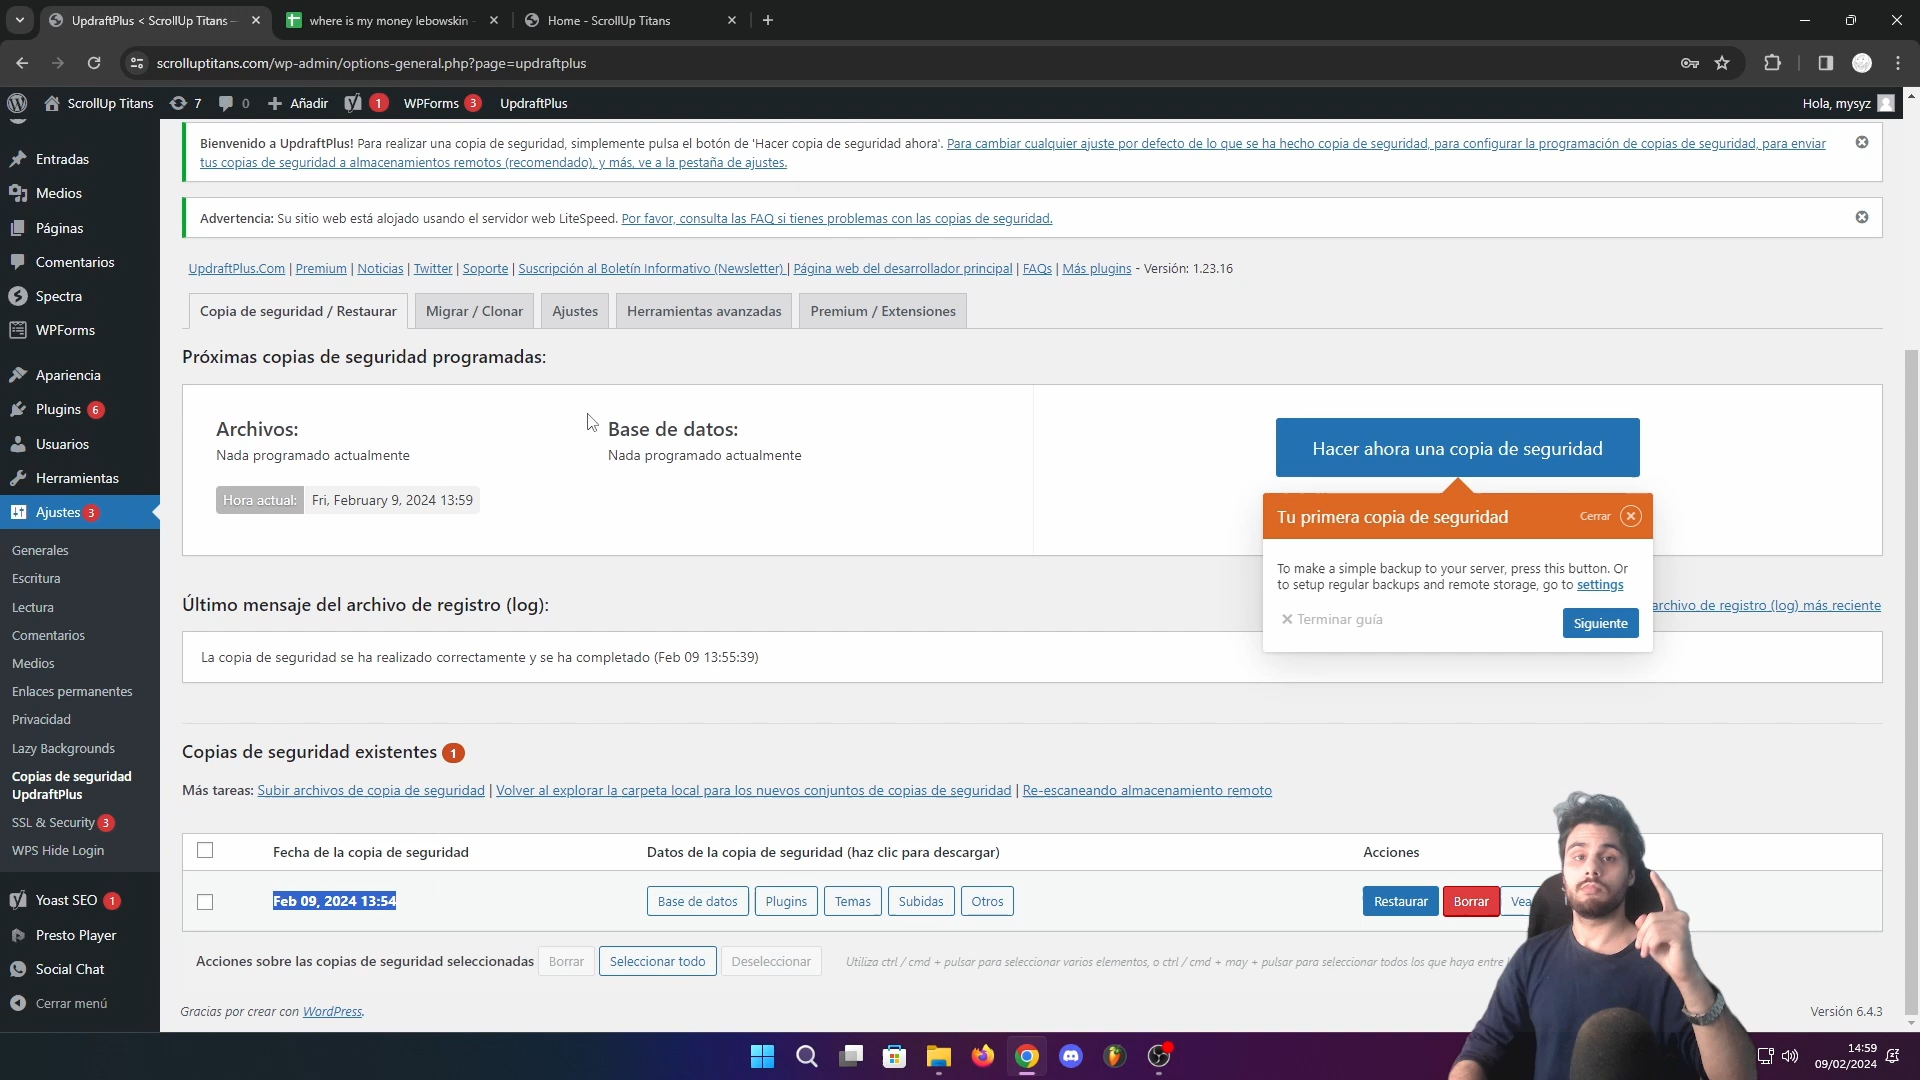 UpdraftPlus < ScrollUp Titans –
where is my money lebowskin
Home - ScrollUp Titans
scrolluptitans.com/wp-admin/options-general.php?page=updraftplus
ScrollUp Titans
7
0
Añadir
1
WPForms 3
UpdraftPlus
Hola, mysyz
Entradas
Medios
Páginas
Comentarios
Spectra
WPForms
Apariencia
Plugins 6
Usuarios
Herramientas
Ajustes 3
Generales
Escritura
Lectura
Comentarios
Medios
Enlaces permanentes
Privacidad
Lazy Backgrounds
Copias de seguridad
UpdraftPlus
SSL & Security 3
WPS Hide Login
Yoast SEO 1
Presto Player
Social Chat
Cerrar menú
Bienvenido a UpdraftPlus! Para realizar una copia de seguridad, simplemente pulsa el botón de 'Hacer copia de seguridad ahora'. Para cambiar cualquier ajuste por defecto de lo que se ha hecho copia de seguridad, para configurar la programación de copias de seguridad, para enviar
tus copias de seguridad a almacenamientos remotos (recomendado), y más, ve a la pestaña de ajustes.
Advertencia: Su sitio web está alojado usando el servidor web LiteSpeed. Por favor, consulta las FAQ si tienes problemas con las copias de seguridad.
UpdraftPlus.Com | Premium | Noticias | Twitter | Soporte | Suscripción al Boletín Informativo (Newsletter) | Página web del desarrollador principal | FAQs | Más plugins - Versión: 1.23.16
Copia de seguridad / Restaurar
Migrar / Clonar
Ajustes
Herramientas avanzadas
Premium / Extensiones
Próximas copias de seguridad programadas:
Archivos:
Nada programado actualmente
Base de datos:
Nada programado actualmente
Hora actual: Fri, February 9, 2024 13:59
Hacer ahora una copia de seguridad
Tu primera copia de seguridad
Cerrar
To make a simple backup to your server, press this button. Or
to setup regular backups and remote storage, go to settings
Terminar guía
Siguiente
Último mensaje del archivo de registro (log):
archivo de registro (log) más reciente
La copia de seguridad se ha realizado correctamente y se ha completado (Feb 09 13:55:39)
Copias de seguridad existentes 1
Más tareas: Subir archivos de copia de seguridad | Volver al explorar la carpeta local para los nuevos conjuntos de copias de seguridad | Re-escaneando almacenamiento remoto
Fecha de la copia de seguridad
Datos de la copia de seguridad (haz clic para descargar)
Acciones
Feb 09, 2024 13:54
Base de datos
Plugins
Temas
Subidas
Otros
Restaurar
Borrar
Vea
Acciones sobre las copias de seguridad seleccionadas
Borrar
Seleccionar todo
Deseleccionar
Utiliza ctrl / cmd + pulsar para seleccionar varios elementos, o ctrl / cmd + may + pulsar para seleccionar todos los que haya entre
Gracias por crear con WordPress.
Versión 6.4.3
14:59
09/02/2024